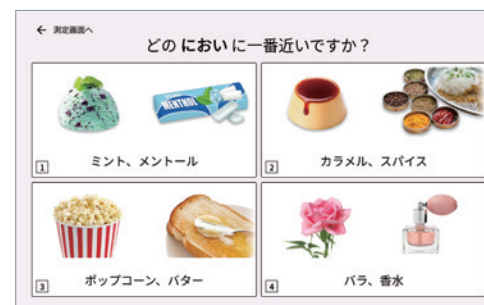 ← 測定画面へ
どの においに一番近いですか？
MENTHOL
1 ミント、メントール
2 カラメル、スパイス
3 ポップコーン、バター
4 バラ、香水